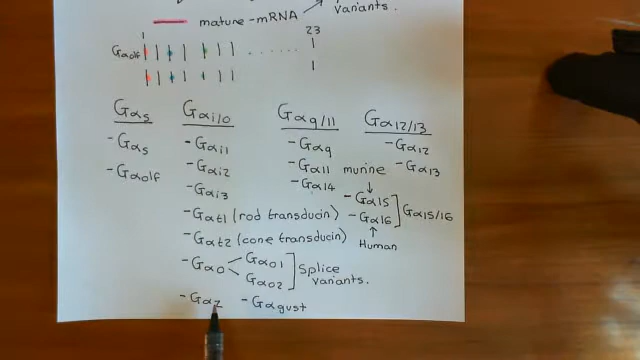 variants.
mature-mRNA
1 23
Gαolf
Gαs Gαi/o Gαq/11 Gα12/13
- Gαs - Gαi1 - Gαq - Gα12
- Gαolf - Gαi2 - Gα11 murine - Gα13
- Gαi3 - Gα14 - Gα15
- Gαt1 (rod transducin) - Gα16 Gα15/16
- Gαt2 (cone transducin) Human
- Gαo Gαo1 Splice
Gαo2 variants.
- Gαz - Gαgust